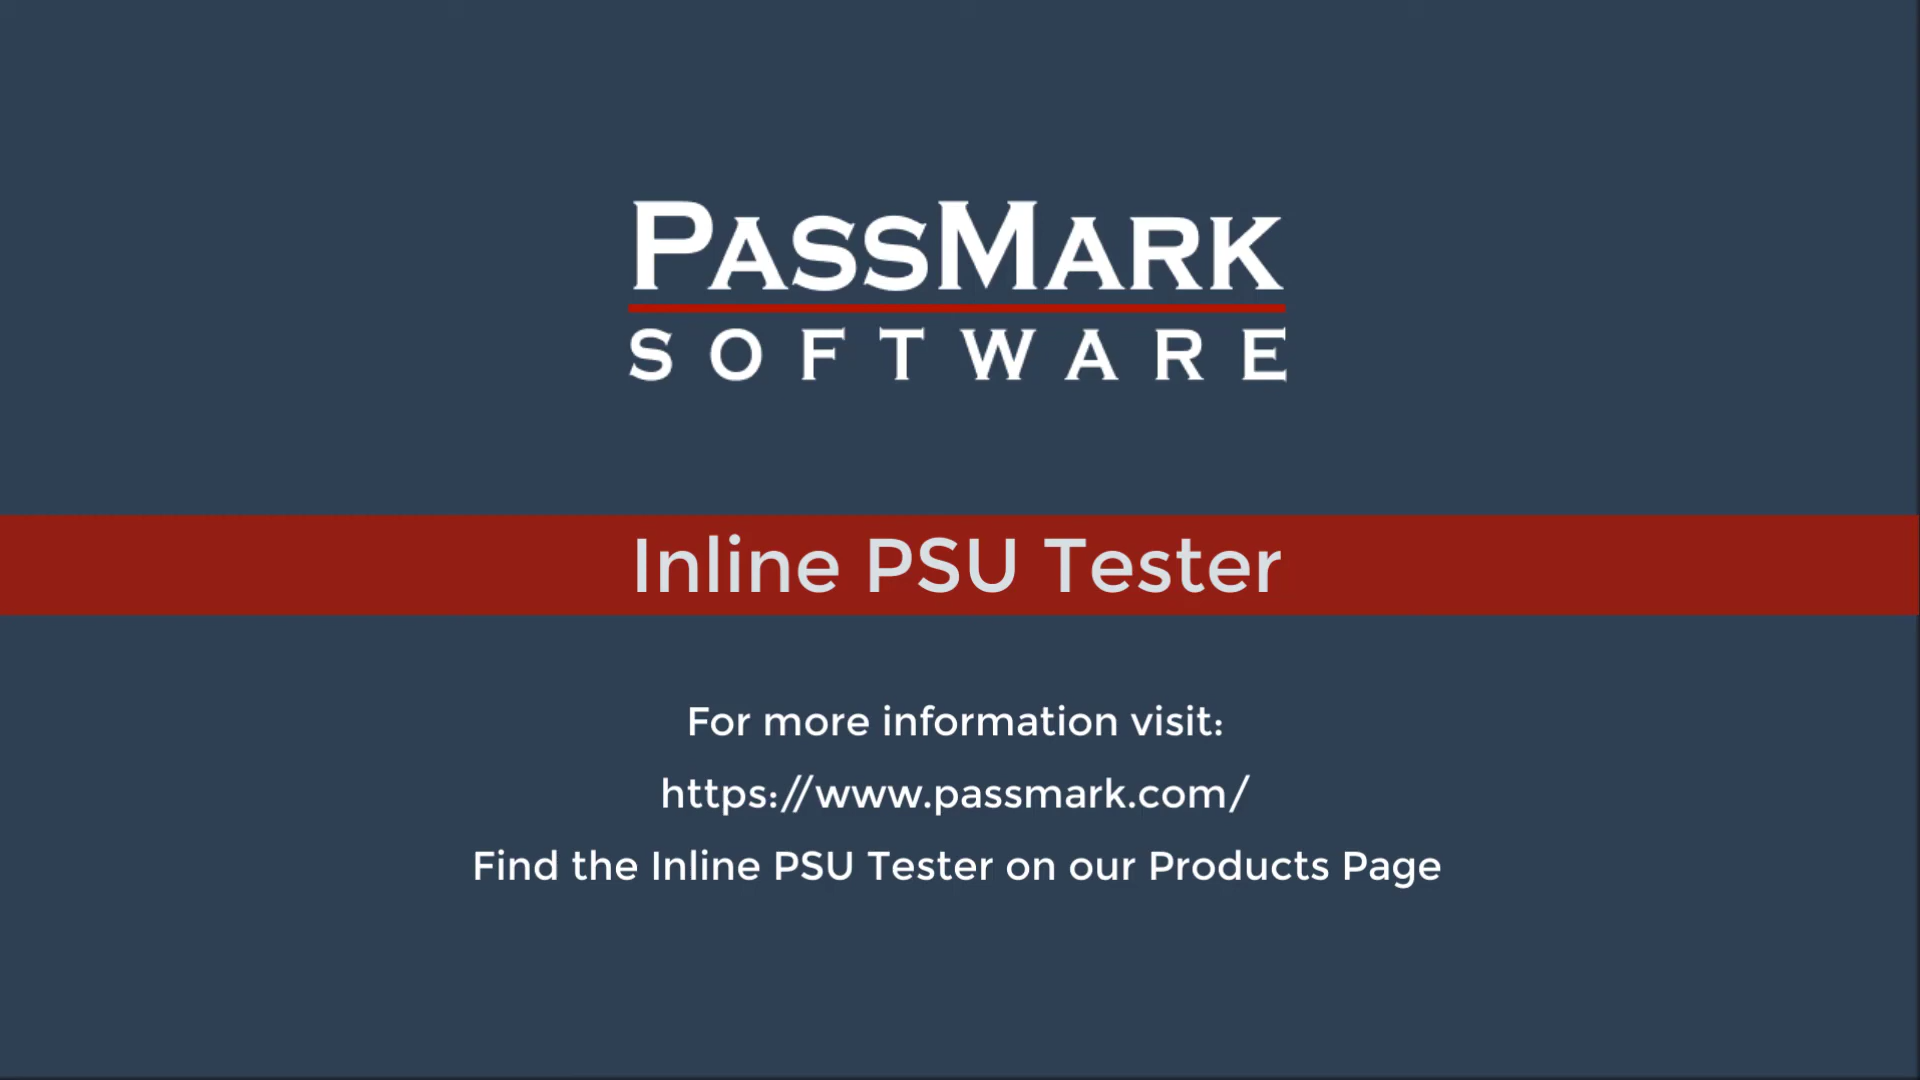 PASSMARK
SOFTWARE
Inline PSU Tester
For more information visit:
https://www.passmark.com/
Find the Inline PSU Tester on our Products Page